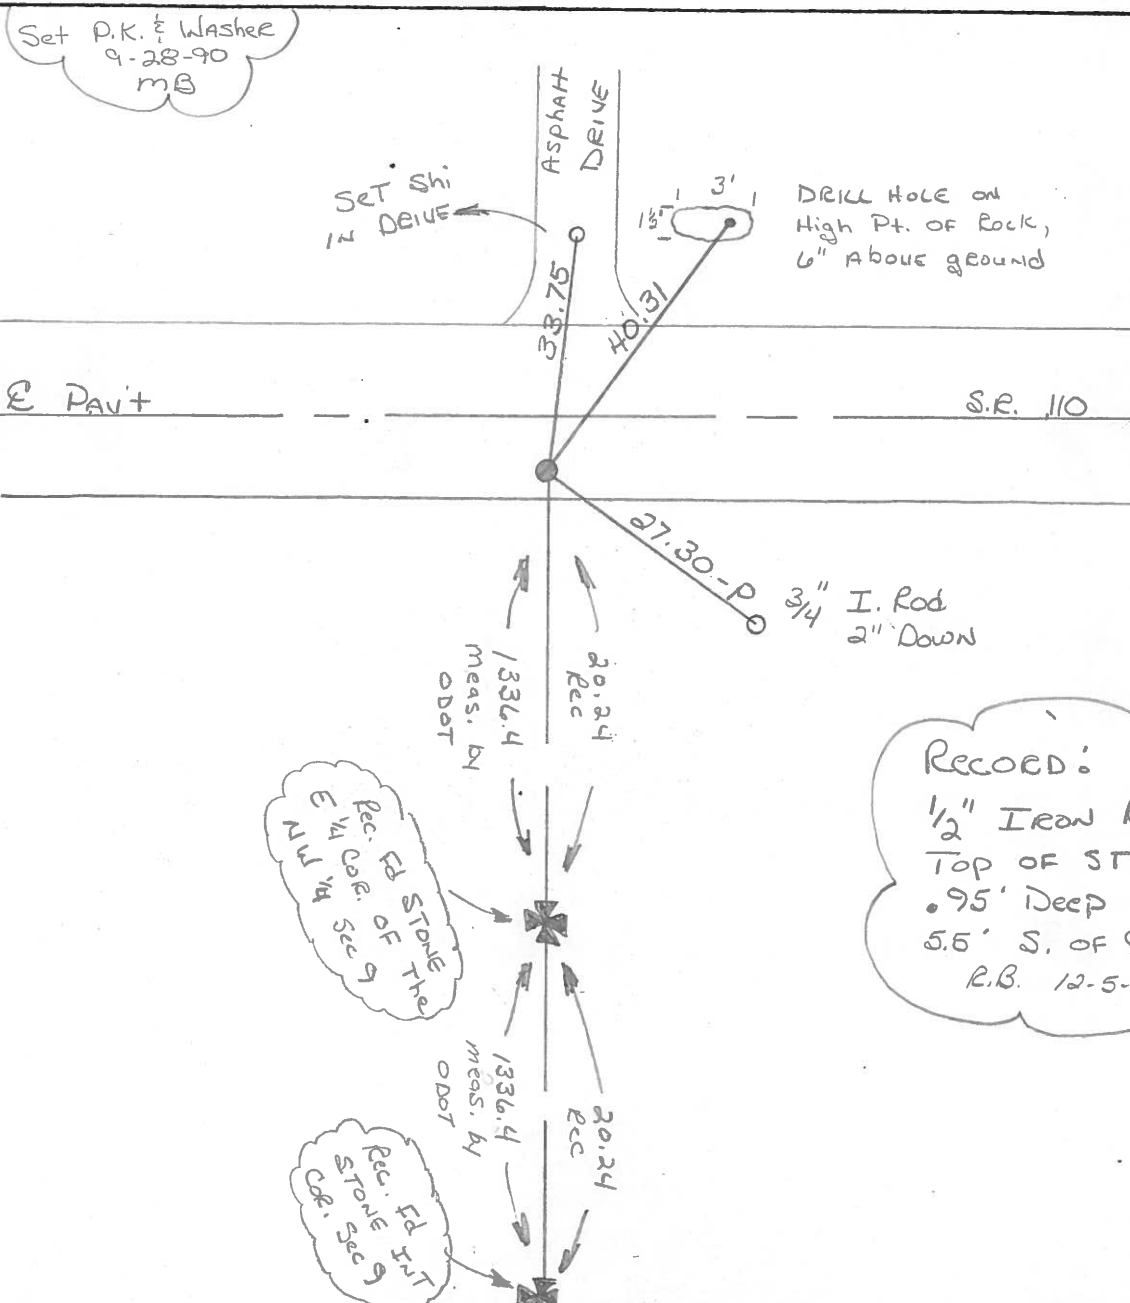 Set P.K. & Washer
9-28-90
MB
Asphalt
DRIVE
SET Shi
IN DRIVE
3'
1½'
DRILL HOLE on
High Pt. OF Rock,
6" Above ground
33.75
40.31
℄ PAV't
S.R. 110
27.30-P
3/4" I. Rod
2" Down
1336.4
meas. by
ODOT
20.24
Rec
RECORD:
1/2" IRON
TOP OF ST
.95' Deep
5.5' S. OF
R.B. 12-5-
Rec. Fd STONE
E 1/4 COR. OF The
NW 1/4 Sec 9
1336.4
meas. by
ODOT
20.24
Rec
Rec. Fd
STONE INT
COR. Sec 9